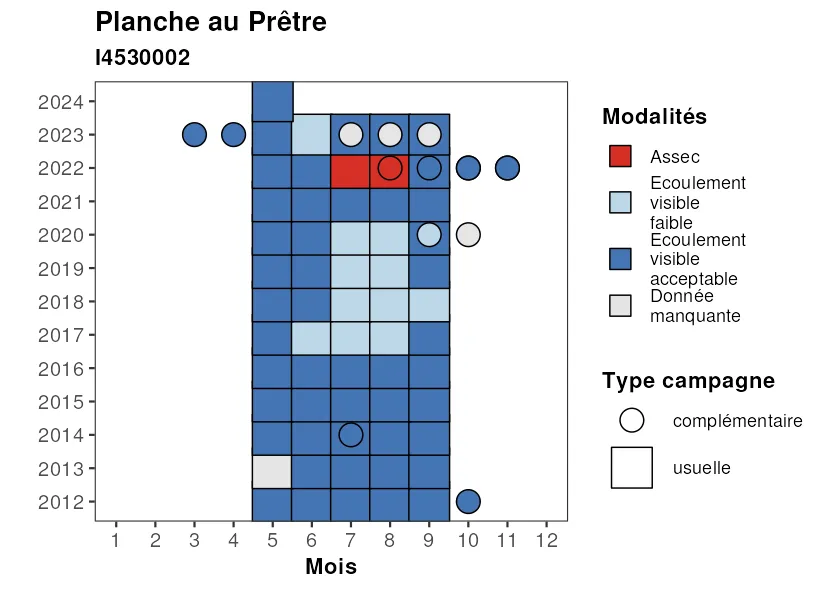 Planche au Prêtre
I4530002
2024
2023
2022
2021
2020
2019
2018
2017
2016
2015
2014
2013
2012
1 2 3 4 5 6 7 8 9 10 11 12
Mois
Modalités
Assec
Ecoulement
visible
faible
Ecoulement
visible
acceptable
Donnée
manquante
Type campagne
complémentaire
usuelle